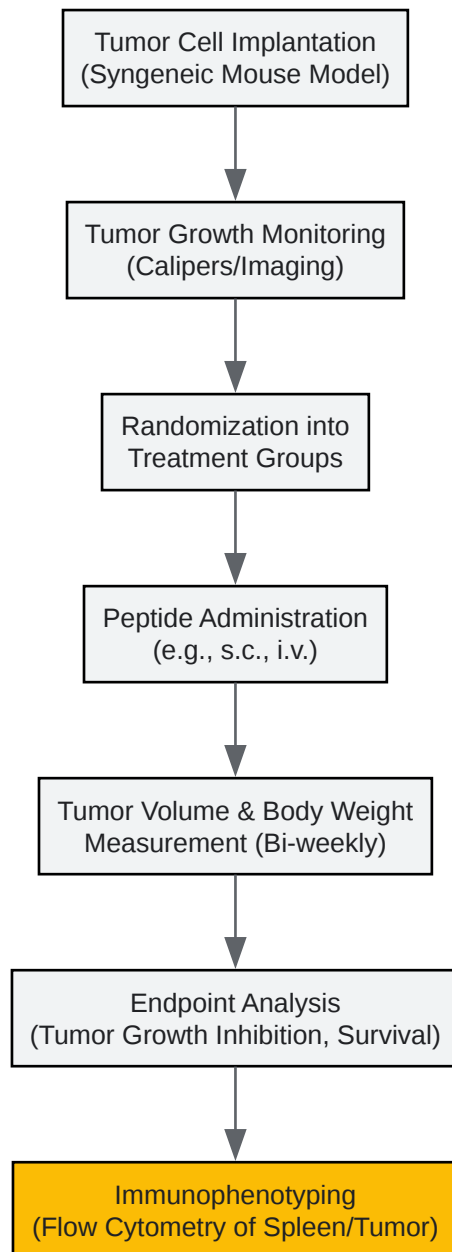 Tumor Cell Implantation
(Syngeneic Mouse Model)
Tumor Growth Monitoring
(Calipers/Imaging)
Randomization into
Treatment Groups
Peptide Administration
(e.g., s.c., i.v.)
Tumor Volume & Body Weight
Measurement (Bi-weekly)
Endpoint Analysis
(Tumor Growth Inhibition, Survival)
Immunophenotyping
(Flow Cytometry of Spleen/Tumor)